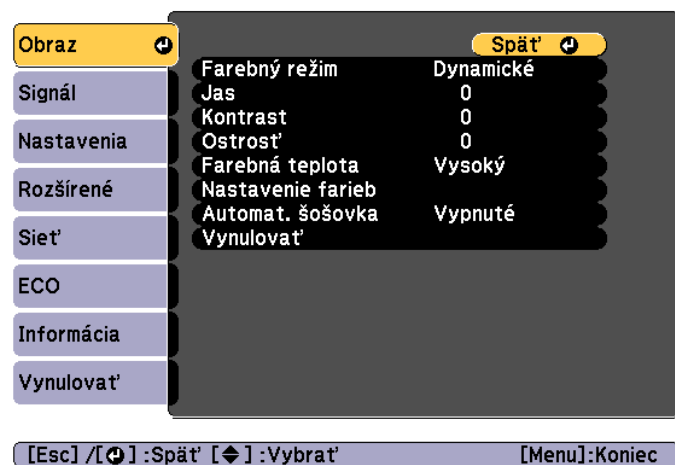 Obraz
Signál
Nastavenia
Rozšírené
Sieť
ECO
Informácia
Vynulovať
Späť
Farebný režim Dynamické
Jas 0
Kontrast 0
Ostrosť 0
Farebná teplota Vysoký
Nastavenie farieb
Automat. šošovka Vypnuté
Vynulovať
[Esc] /[ ] :Späť [ ] :Vybrať [Menu]:Koniec